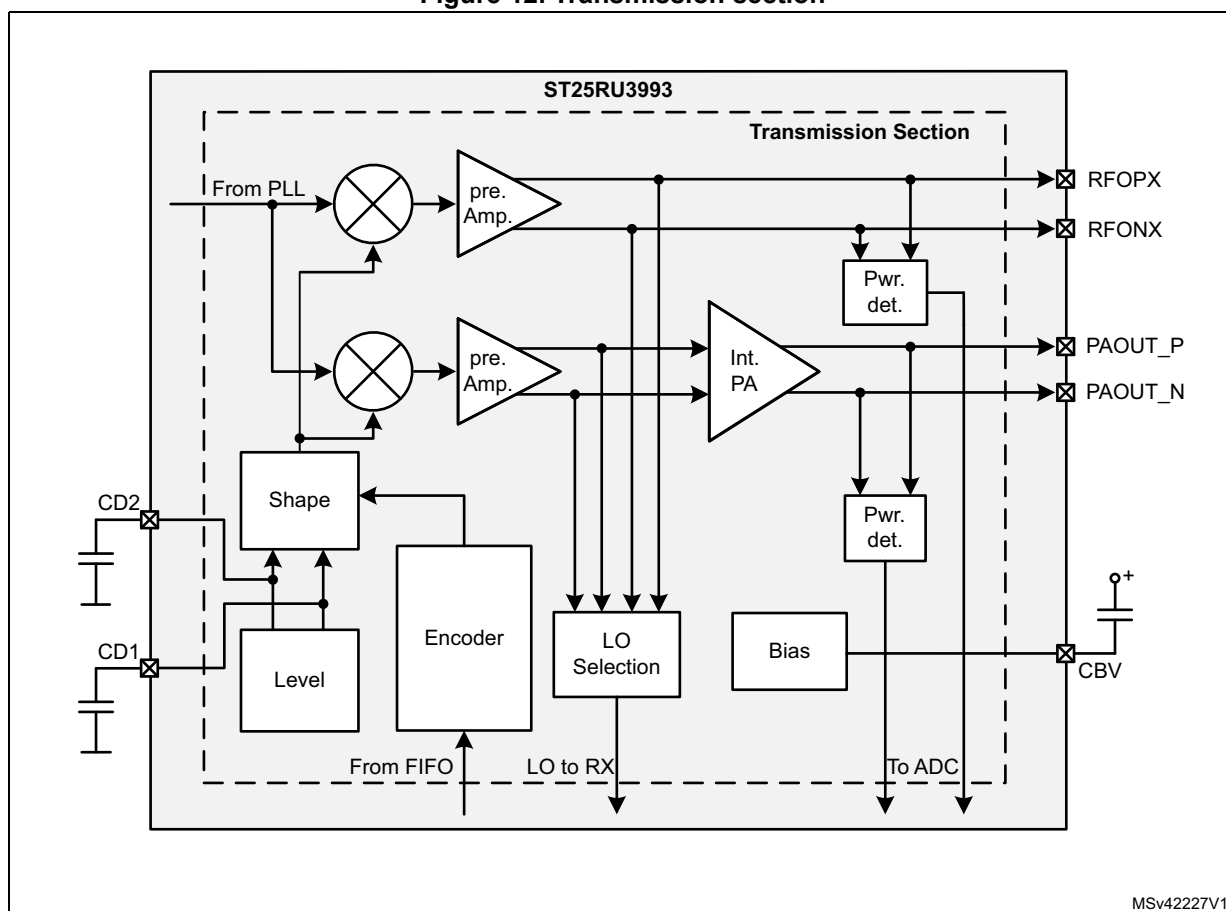 Figure 12. Transmission section
ST25RU3993
Transmission Section
From PLL
pre.
Amp.
RFOPX
RFONX
Pwr.
det.
pre.
Amp.
Int.
PA
PAOUT_P
PAOUT_N
CD2
Shape
Pwr.
det.
+
Encoder
LO
Selection
Bias
CD1
Level
CBV
From FIFO
LO to RX
To ADC
MSv42227V1